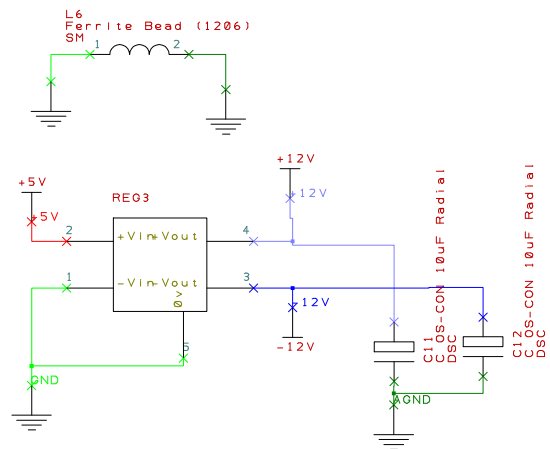 L6
Ferrite Bead (1206)
SM
1
2
+12V
+5V
+12V
REG3
+5V
2
+Vin
+Vout
4
1
-Vin
-Vout
3
0V
5
12V
-12V
GND
AGND
C11
OS-CON 10uF Radial
DSC
C12
OS-CON 10uF Radial
DSC